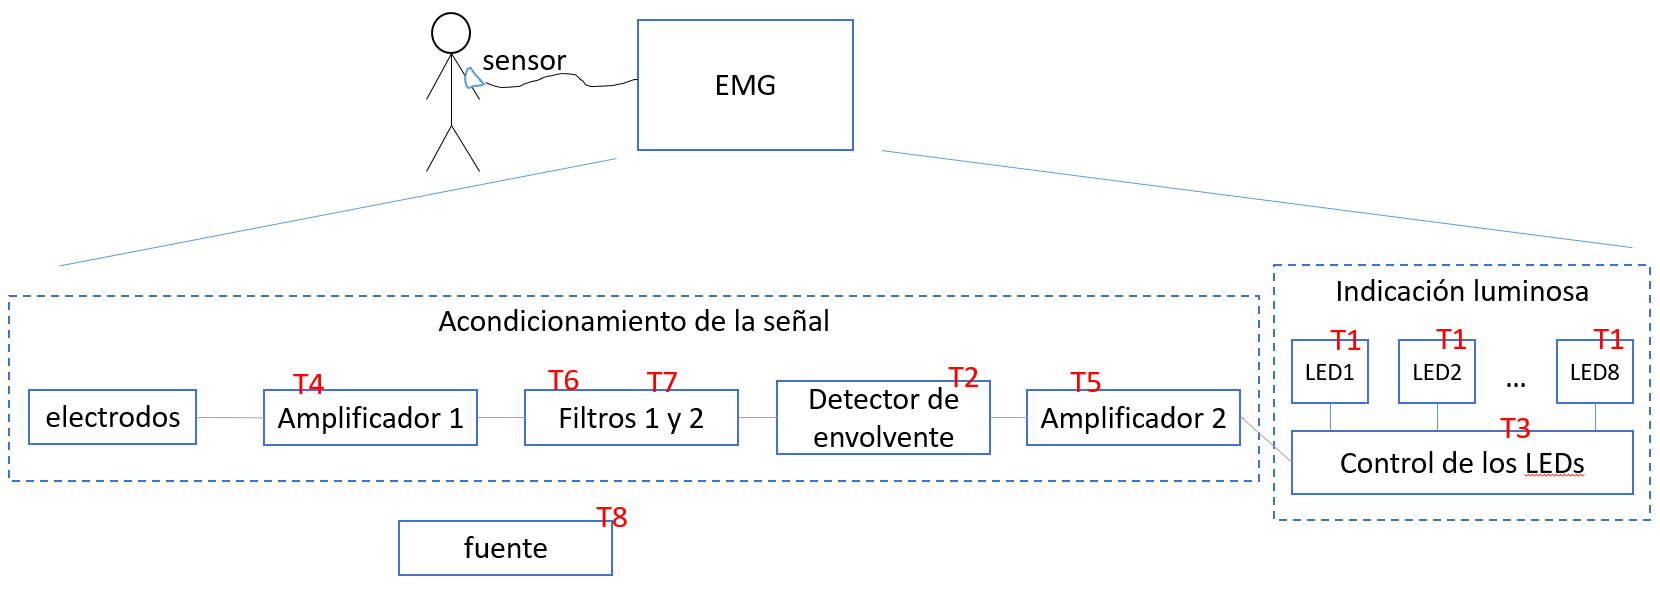 sensor
EMG
Acondicionamiento de la señal
Indicación luminosa
T1
T1
T1
LED1
LED2
...
LED8
T4
T6
T7
T2
T5
electrodos
Amplificador 1
Filtros 1 y 2
Detector de
envolvente
Amplificador 2
T3
Control de los LEDs
T8
fuente